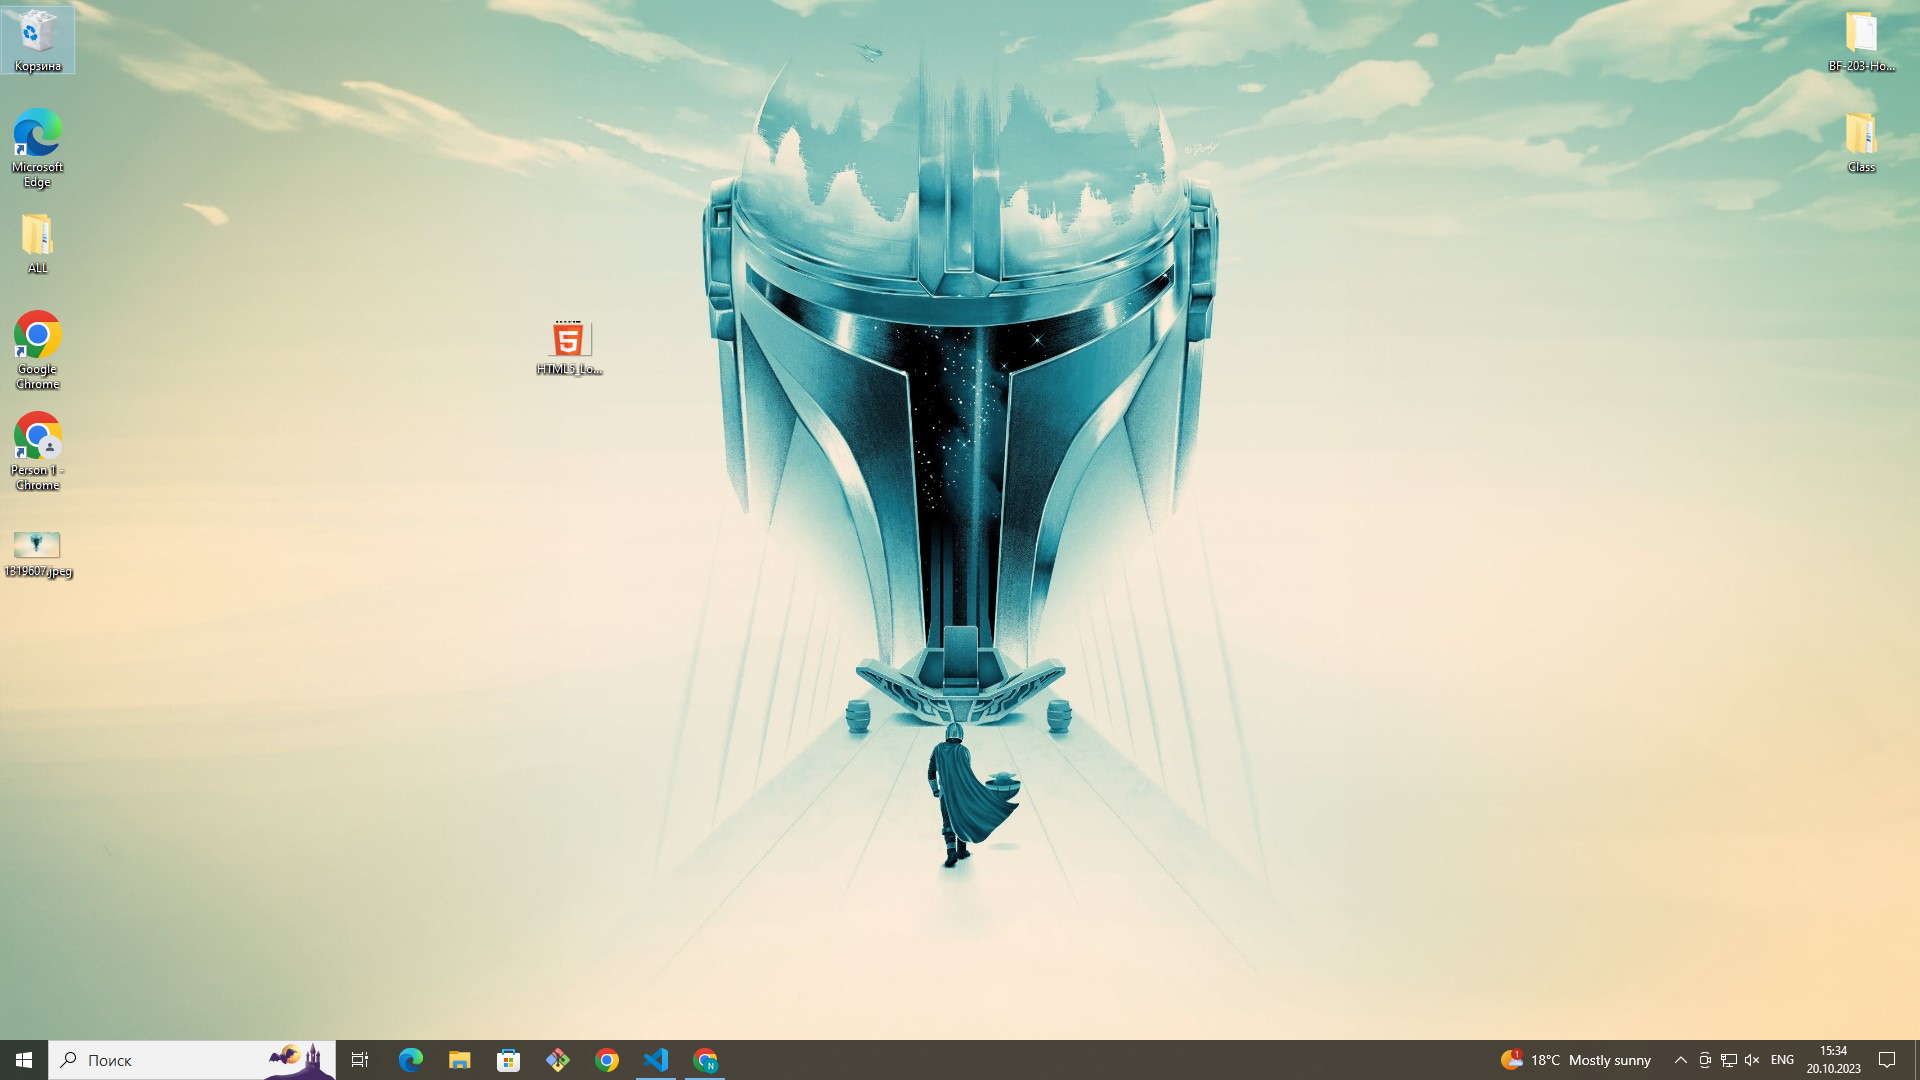 Корзина
Microsoft
Edge
ALL
Google
Chrome
Person 1 -
Chrome
1319607.jpeg
HTML5_Lo...
BF-203-Ho...
Class
Поиск
1
18°C Mostly sunny
ENG
15:34
20.10.2023
N